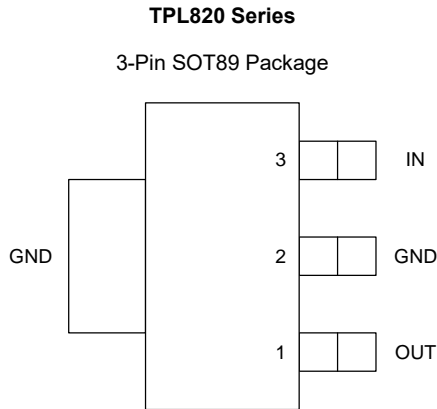 TPL820 Series
3-Pin SOT89 Package
3 IN
GND 2 GND
1 OUT